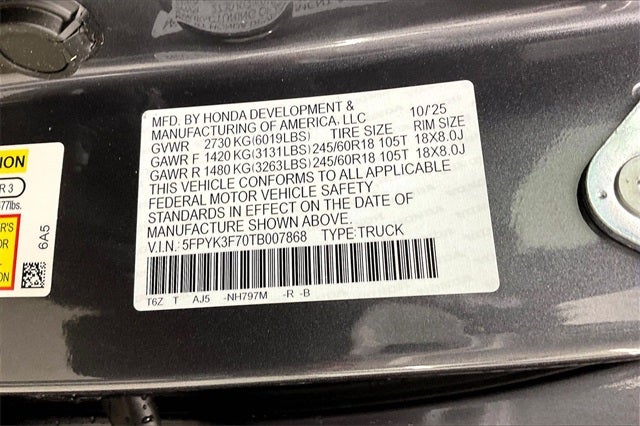 MFD. BY HONDA DEVELOPMENT & 10/'25
MANUFACTURING OF AMERICA, LLC
GVWR 2730 KG(6019LBS) TIRE SIZE RIM SIZE
GAWR F 1420 KG(3131LBS) 245/60R18 105T 18X8.0J
GAWR R 1480 KG(3263LBS) 245/60R18 105T 18X8.0J
THIS VEHICLE CONFORMS TO ALL APPLICABLE
FEDERAL MOTOR VEHICLE SAFETY
STANDARDS IN EFFECT ON THE DATE OF
MANUFACTURE SHOWN ABOVE.
V.I.N.: 5FPYK3F70TB007868 TYPE:TRUCK
T6Z T AJ5 -NH797M -R -B
6A5